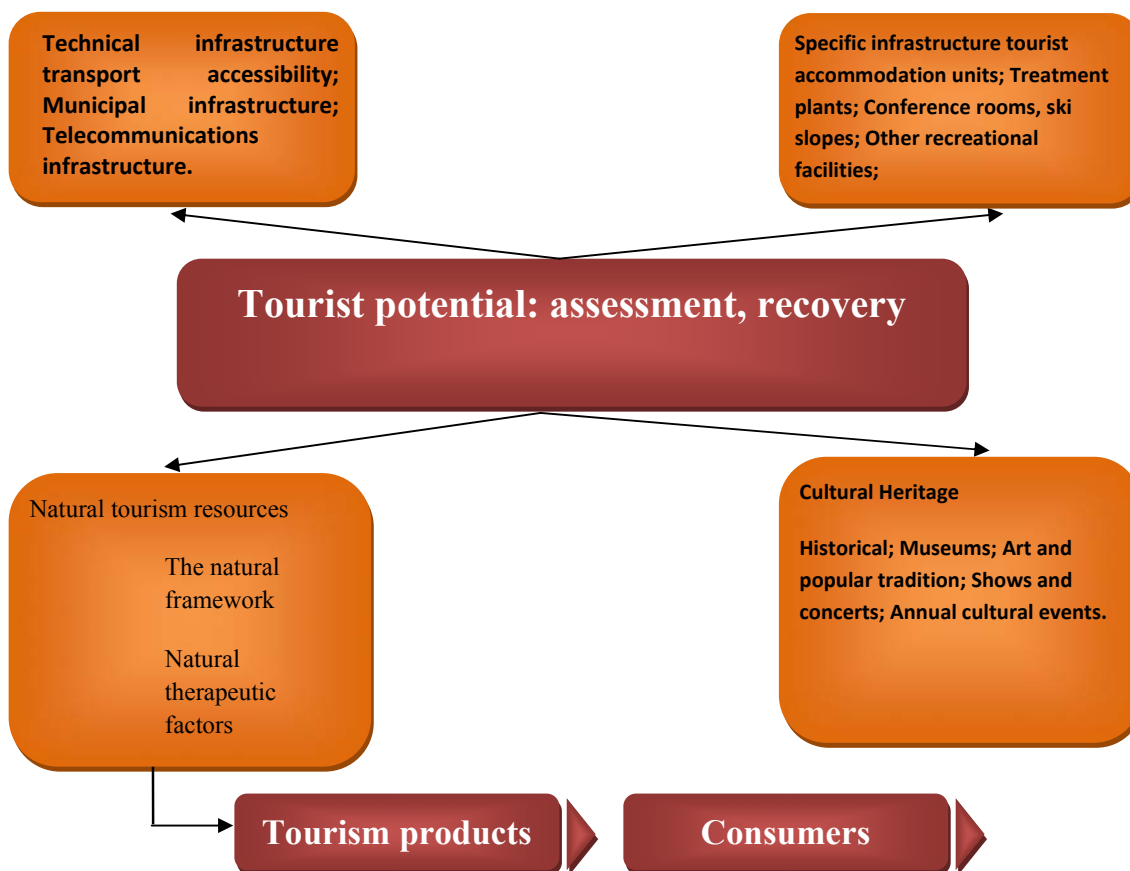 Technical infrastructure
transport accessibility;
Municipal infrastructure;
Telecommunications
infrastructure.
Specific infrastructure tourist
accommodation units; Treatment
plants; Conference rooms, ski
slopes; Other recreational
facilities;
Tourist potential: assessment, recovery
Natural tourism resources
The natural
framework
Natural
therapeutic
factors
Cultural Heritage
Historical; Museums; Art and
popular tradition; Shows and
concerts; Annual cultural events.
Tourism products
Consumers